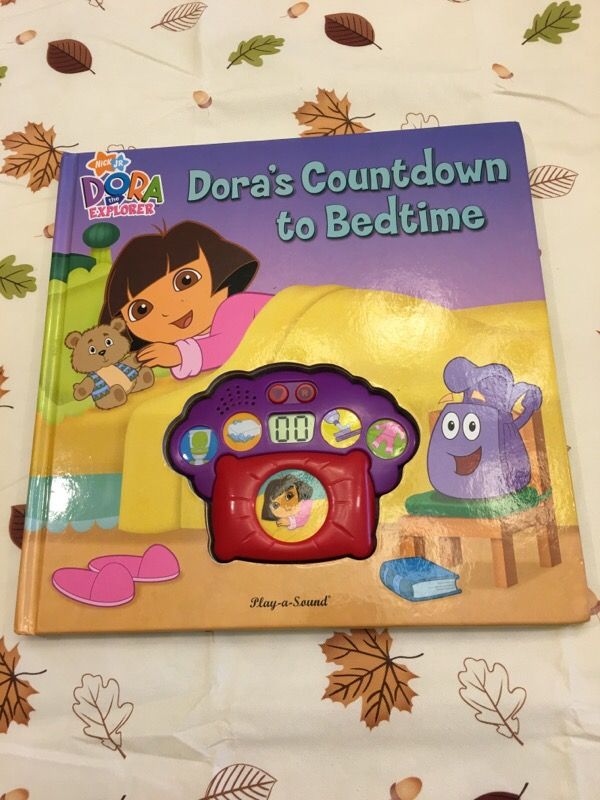 NICK JR
DORA
the
EXPLORER
Dora's Countdown
to Bedtime
00
Play-a-Sound®